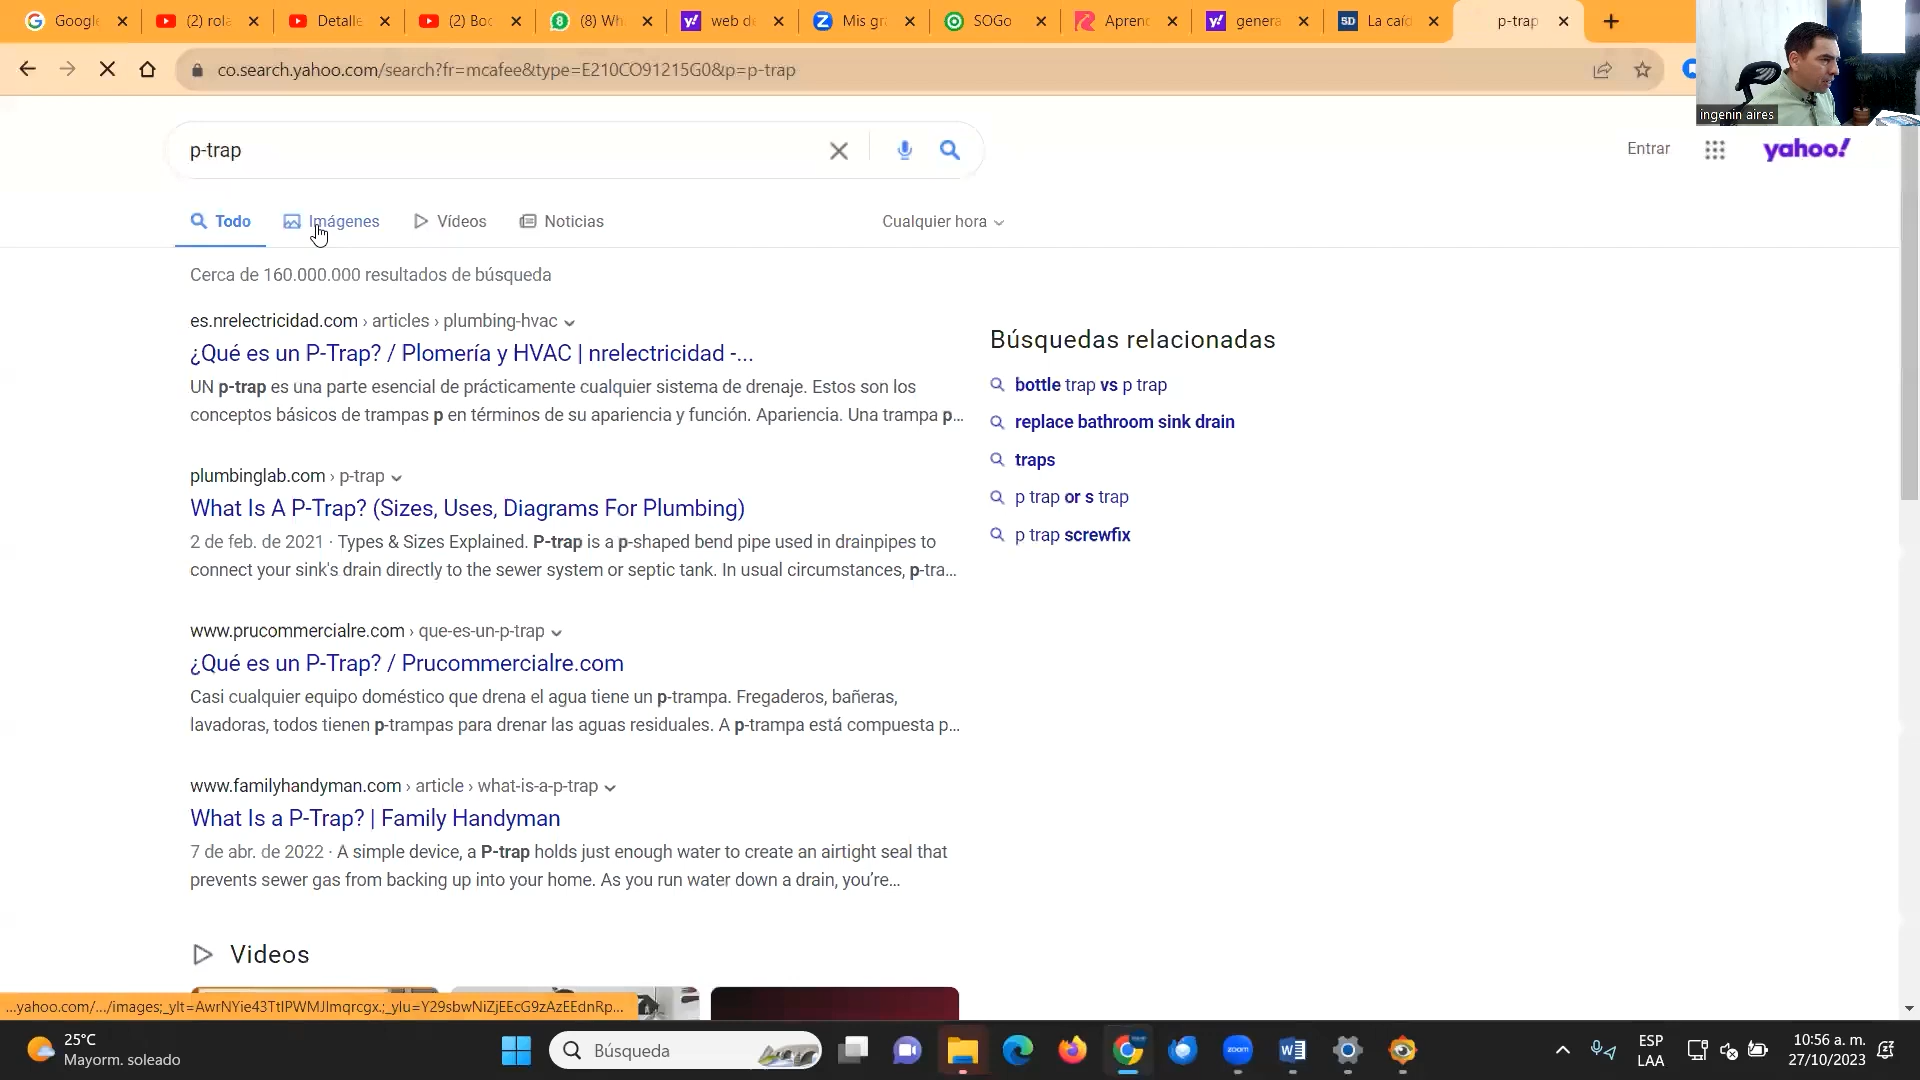 Google
(2) rola
Detalle
(2) Boc
(8) Wh
web de
Mis gra
SOGo
Aprend
genera
La caíd
p-trap
co.search.yahoo.com/search?fr=mcafee&type=E210CO91215G0&p=p-trap
ingenin aires
p-trap
Entrar
yahoo!
Todo
Imágenes
Vídeos
Noticias
Cualquier hora
Cerca de 160.000.000 resultados de búsqueda
es.nrelectricidad.com › articles › plumbing-hvac
¿Qué es un P-Trap? / Plomería y HVAC | nrelectricidad -...
UN p-trap es una parte esencial de prácticamente cualquier sistema de drenaje. Estos son los
conceptos básicos de trampas p en términos de su apariencia y función. Apariencia. Una trampa p...
plumbinglab.com › p-trap
What Is A P-Trap? (Sizes, Uses, Diagrams For Plumbing)
2 de feb. de 2021 · Types & Sizes Explained. P-trap is a p-shaped bend pipe used in drainpipes to
connect your sink's drain directly to the sewer system or septic tank. In usual circumstances, p-tra...
www.prucommercialre.com › que-es-un-p-trap
¿Qué es un P-Trap? / Prucommercialre.com
Casi cualquier equipo doméstico que drena el agua tiene un p-trampa. Fregaderos, bañeras,
lavadoras, todos tienen p-trampas para drenar las aguas residuales. A p-trampa está compuesta p...
www.familyhandyman.com › article › what-is-a-p-trap
What Is a P-Trap? | Family Handyman
7 de abr. de 2022 · A simple device, a P-trap holds just enough water to create an airtight seal that
prevents sewer gas from backing up into your home. As you run water down a drain, you're...
Videos
Búsquedas relacionadas
bottle trap vs p trap
replace bathroom sink drain
traps
p trap or s trap
p trap screwfix
25°C
Mayorm. soleado
Búsqueda
zoom
ESP
LAA
10:56 a. m.
27/10/2023